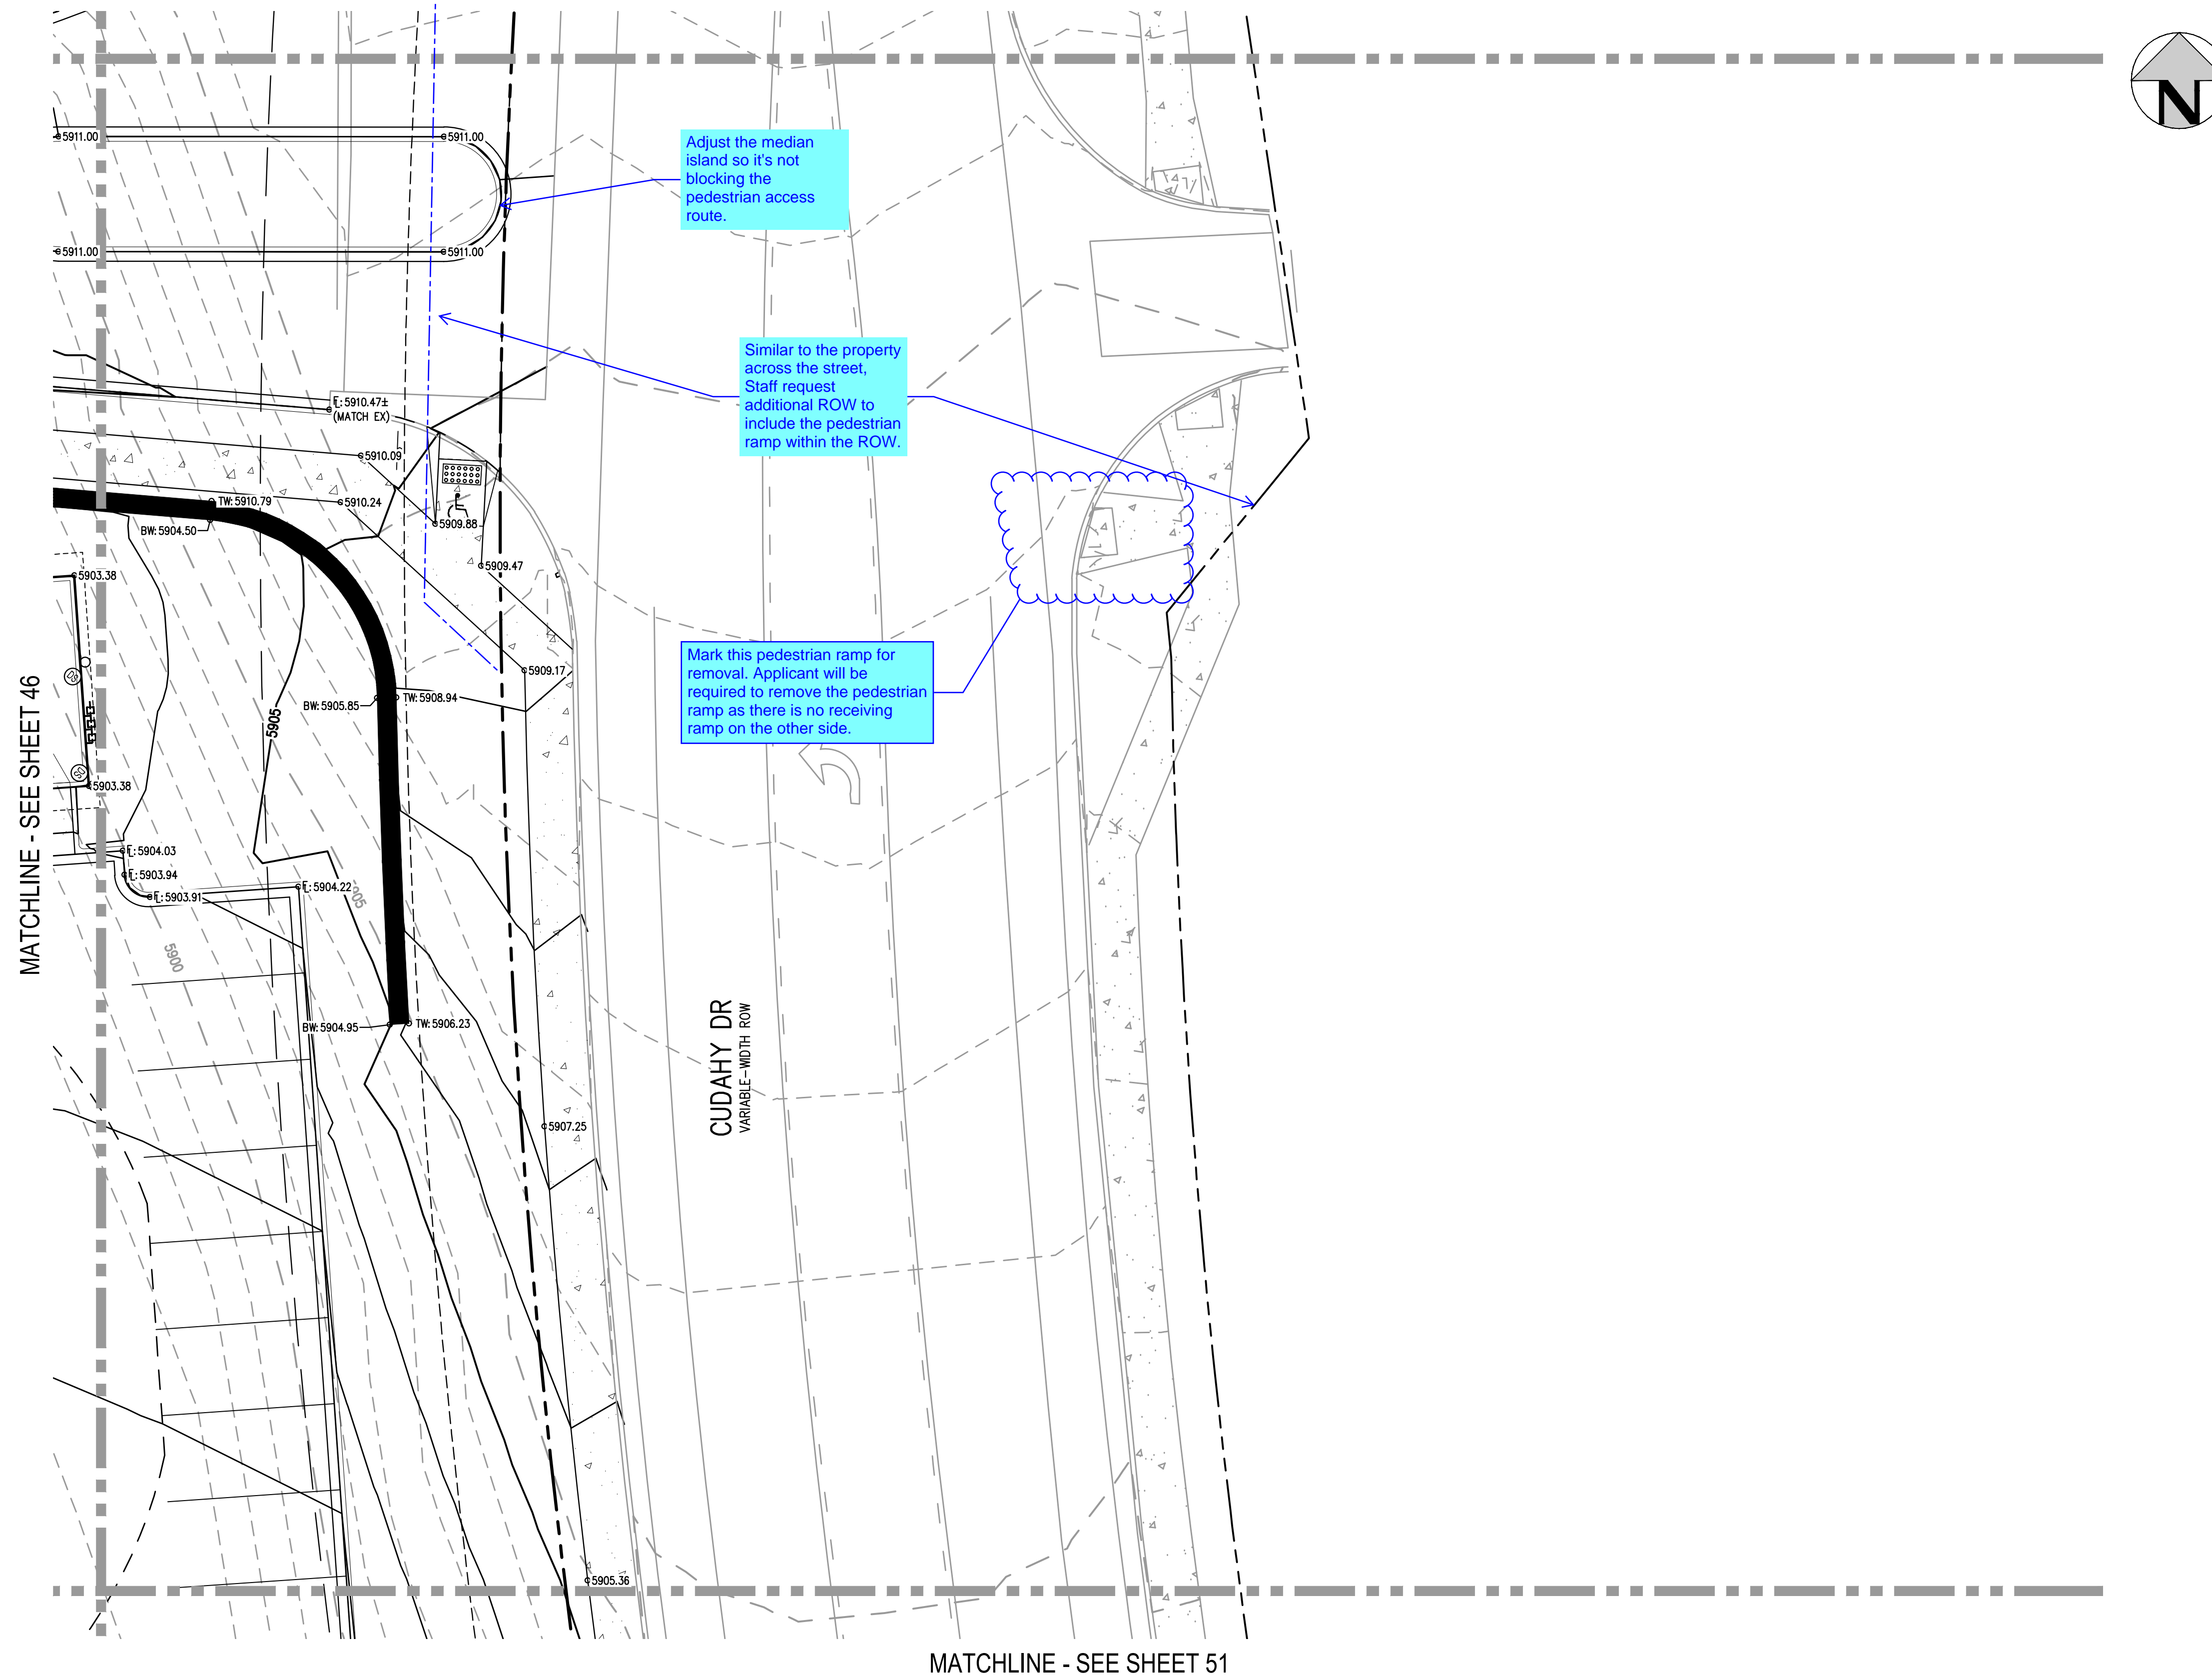 N
5911.00
5911.00
Adjust the median
island so it's not
blocking the
pedestrian access
route.
5911.00
5911.00
Similar to the property
across the street,
Staff request
additional ROW to
include the pedestrian
ramp within the ROW.
5910.47±
(MATCH EX)
5910.09
TW:5910.79
5910.24
BW:5904.50
5909.88
5909.47
5903.38
Mark this pedestrian ramp for
removal. Applicant will be
required to remove the pedestrian
ramp as there is no receiving
ramp on the other side.
5909.17
BW:5905.85
TW:5908.94
5905
MATCHLINE - SEE SHEET 46
5903.38
:5904.03
:5903.94
:5903.91
:5904.22
5905
5900
BW:5904.95
TW:5906.23
CUDAHY DR
VARIABLE-WIDTH ROW
5907.25
5905.36
MATCHLINE - SEE SHEET 51